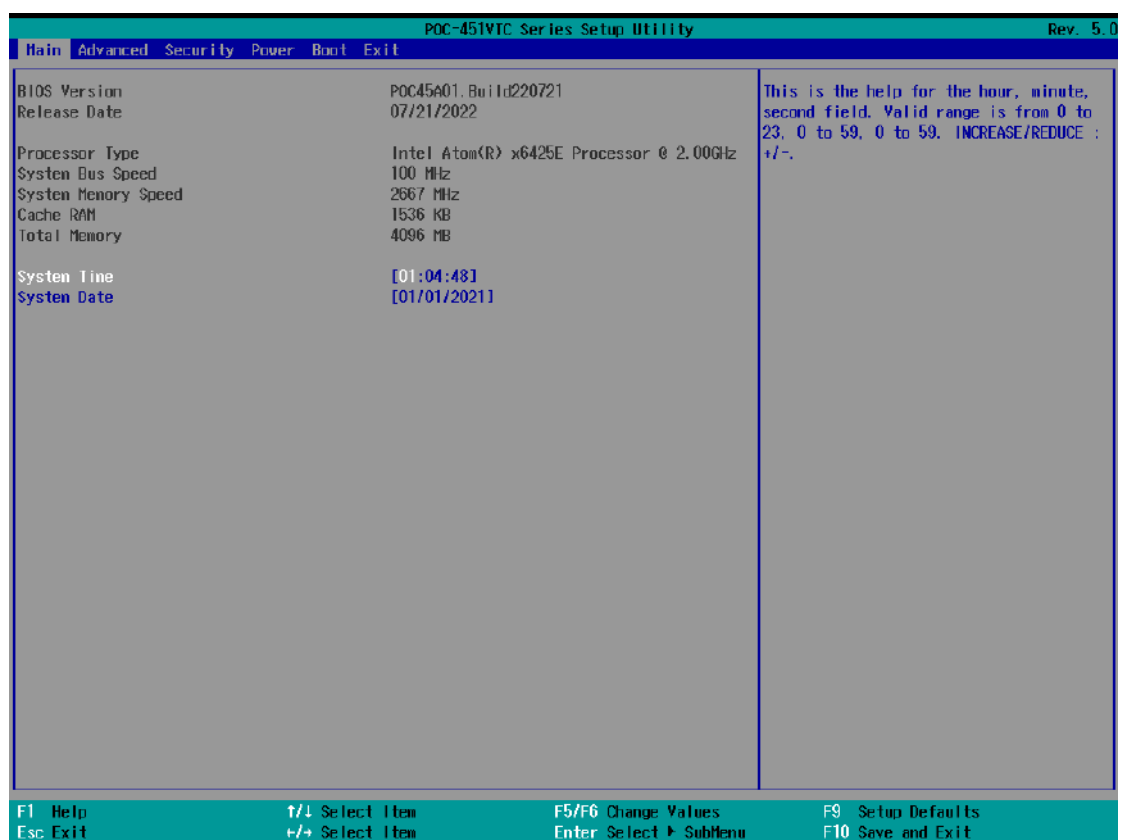 POC-451VTC Series Setup Utility Rev. 5.0
Main Advanced Security Power Boot Exit
BIOS Version POC45A01.Build220721
Release Date 07/21/2022
Processor Type Intel Atom(R) x6425E Processor @ 2.00GHz
System Bus Speed 100 MHz
System Memory Speed 2667 MHz
Cache RAM 1536 KB
Total Memory 4096 MB
System Time [01:04:48]
System Date [01/01/2021]
This is the help for the hour, minute,
second field. Valid range is from 0 to
23, 0 to 59, 0 to 59. INCREASE/REDUCE :
+/-.
F1 Help ↑/↓ Select Item F5/F6 Change Values F9 Setup Defaults
Esc Exit ←/→ Select Item Enter Select ▶ SubMenu F10 Save and Exit